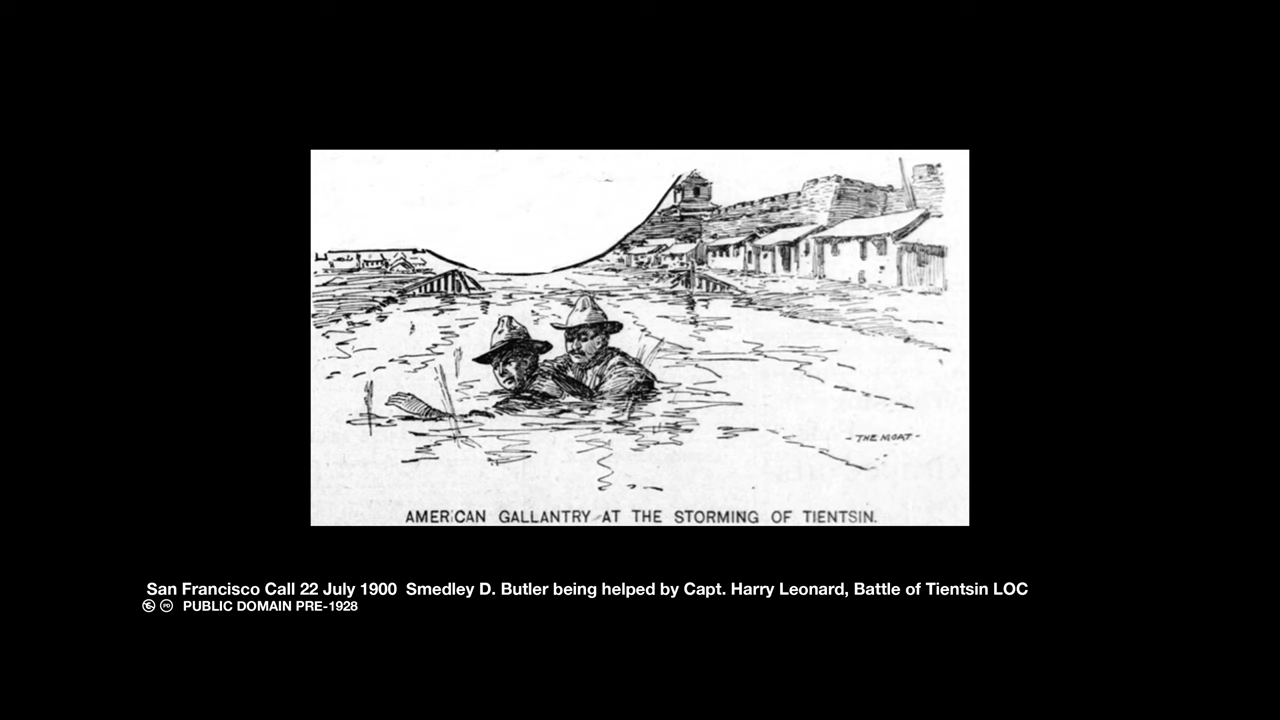 - THE MOAT -
AMERICAN GALLANTRY AT THE STORMING OF TIENTSIN.
San Francisco Call 22 July 1900 Smedley D. Butler being helped by Capt. Harry Leonard, Battle of Tientsin LOC
PUBLIC DOMAIN PRE-1928